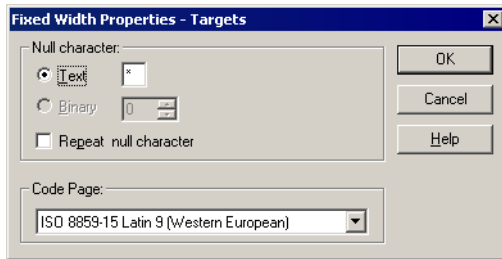 Fixed Width Properties - Targets
Null character:
Text *
Binary 0
Repeat null character
OK
Cancel
Help
Code Page:
ISO 8859-15 Latin 9 (Western European)